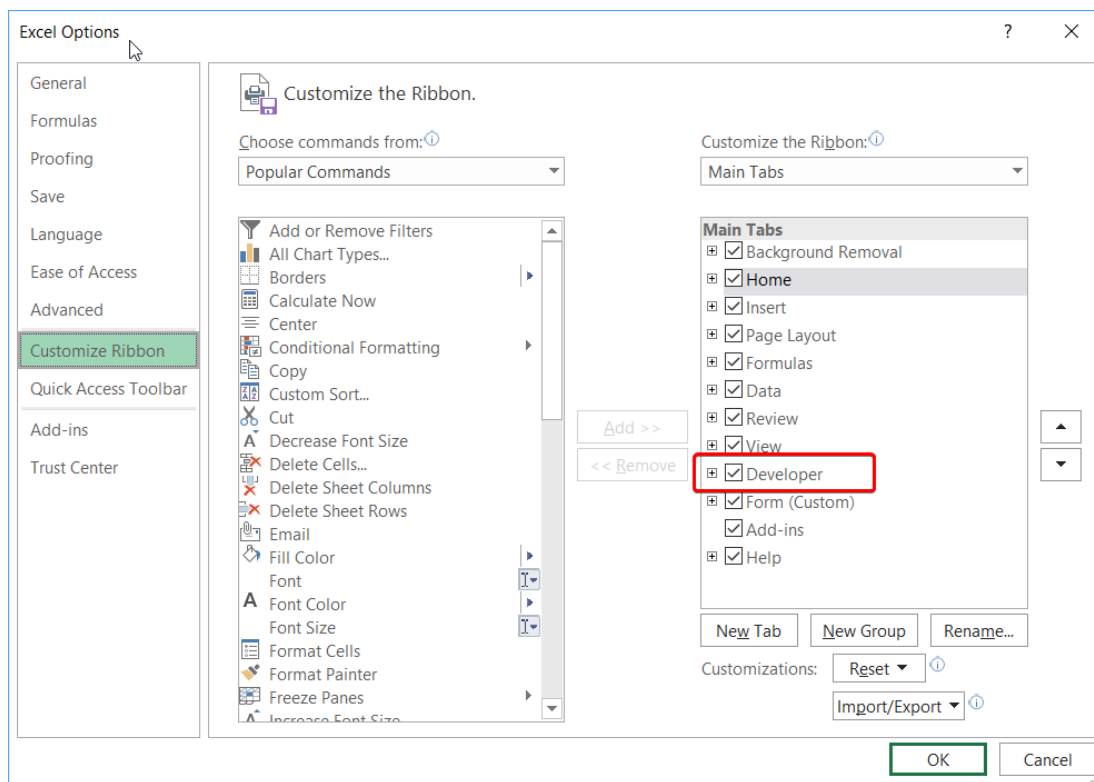 Excel Options
?
General
Formulas
Proofing
Save
Language
Ease of Access
Advanced
Customize Ribbon
Quick Access Toolbar
Add-ins
Trust Center
Customize the Ribbon.
Choose commands from:
Popular Commands
Add or Remove Filters
All Chart Types...
Borders
Calculate Now
Center
Conditional Formatting
Copy
Custom Sort...
Cut
Decrease Font Size
Delete Cells...
Delete Sheet Columns
Delete Sheet Rows
Email
Fill Color
Font
Font Color
Font Size
Format Cells
Format Painter
Freeze Panes
Increase Font Size
Add >>
<< Remove
Customize the Ribbon:
Main Tabs
Main Tabs
Background Removal
Home
Insert
Page Layout
Formulas
Data
Review
View
Developer
Form (Custom)
Add-ins
Help
New Tab
New Group
Rename...
Customizations:
Reset
Import/Export
OK
Cancel